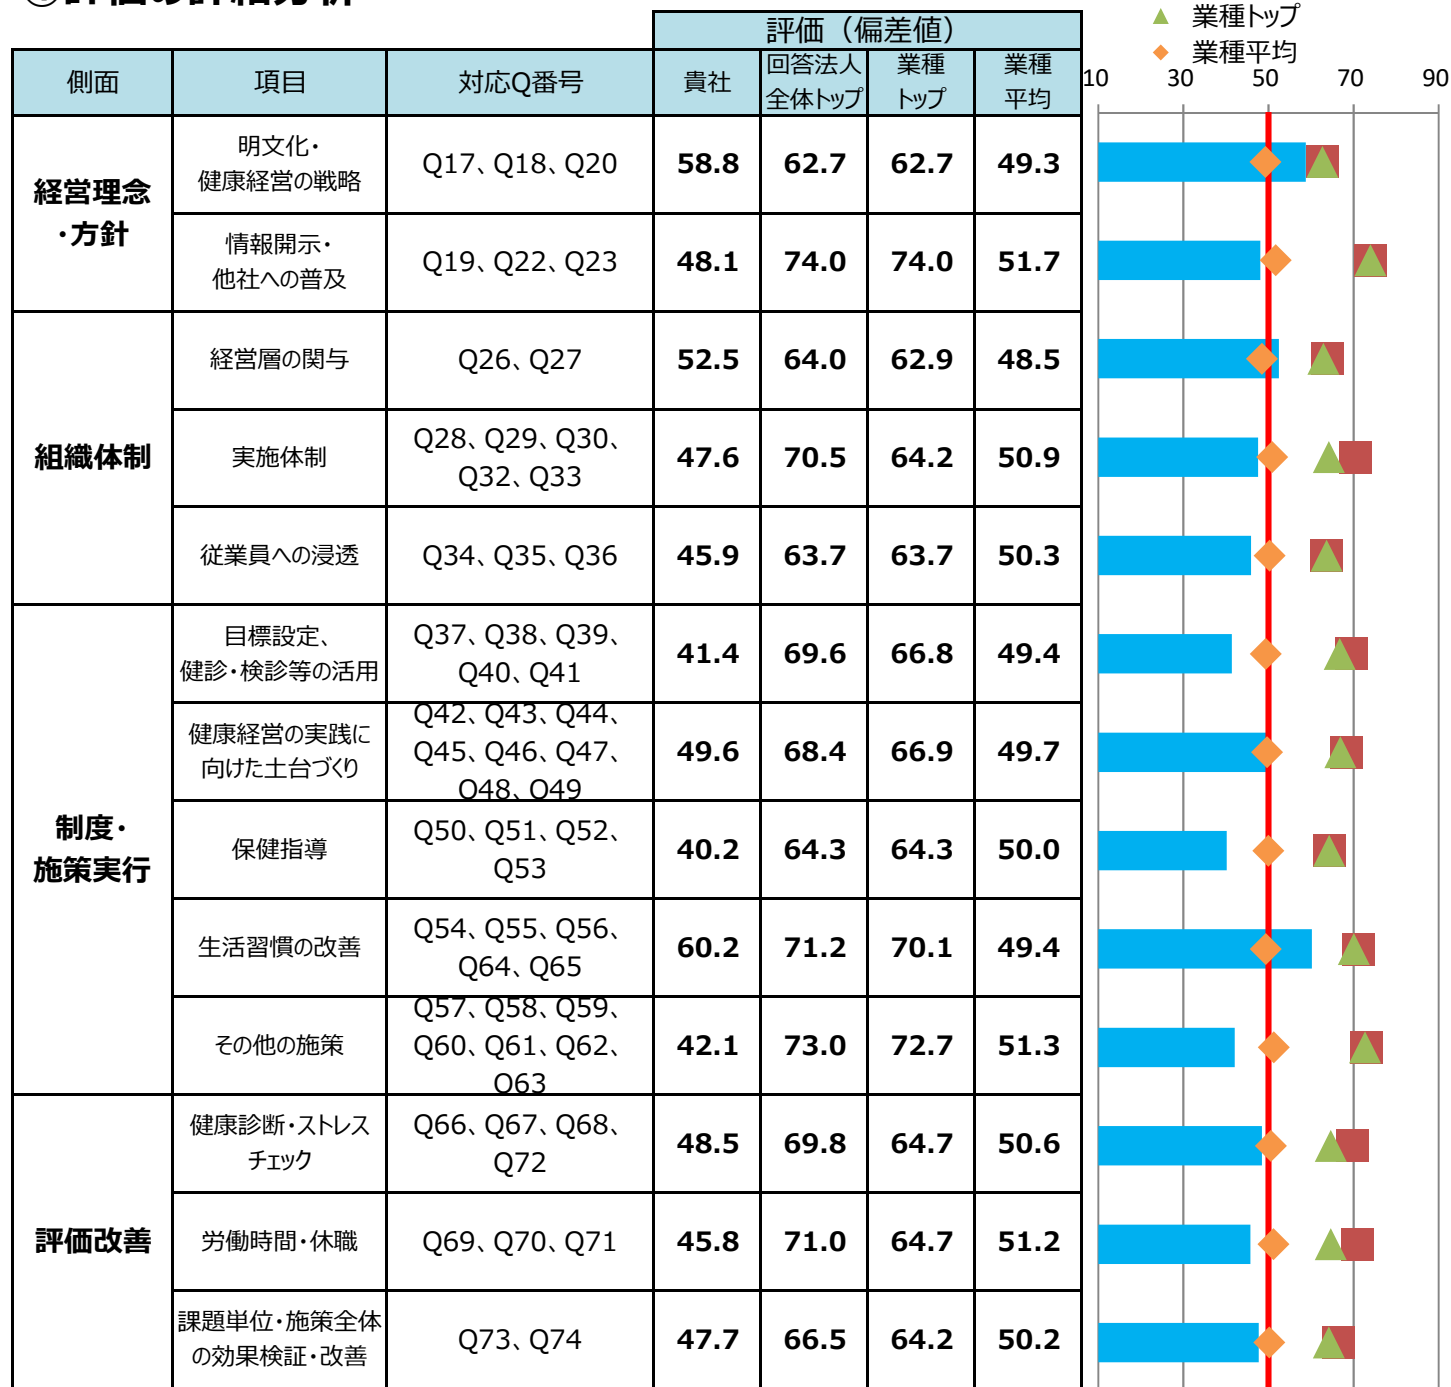 ①評価の詳細分析
▲ 業種トップ
◆ 業種平均
評価（偏差値）
側面 項目 対応Q番号 貴社 回答法人全体トップ 業種トップ 業種平均
10 30 50 70 90
経営理念
・方針
明文化・
健康経営の戦略
Q17、Q18、Q20 58.8 62.7 62.7 49.3
情報開示・
他社への普及
Q19、Q22、Q23 48.1 74.0 74.0 51.7
組織体制
経営層の関与 Q26、Q27 52.5 64.0 62.9 48.5
実施体制
Q28、Q29、Q30、
Q32、Q33
47.6 70.5 64.2 50.9
従業員への浸透 Q34、Q35、Q36 45.9 63.7 63.7 50.3
制度・
施策実行
目標設定、
健診・検診等の活用
Q37、Q38、Q39、
Q40、Q41
41.4 69.6 66.8 49.4
健康経営の実践に
向けた土台づくり
Q42、Q43、Q44、
Q45、Q46、Q47、
Q48、Q49
49.6 68.4 66.9 49.7
保健指導
Q50、Q51、Q52、
Q53
40.2 64.3 64.3 50.0
生活習慣の改善
Q54、Q55、Q56、
Q64、Q65
60.2 71.2 70.1 49.4
その他の施策
Q57、Q58、Q59、
Q60、Q61、Q62、
Q63
42.1 73.0 72.7 51.3
評価改善
健康診断・ストレス
チェック
Q66、Q67、Q68、
Q72
48.5 69.8 64.7 50.6
労働時間・休職 Q69、Q70、Q71 45.8 71.0 64.7 51.2
課題単位・施策全体
の効果検証・改善
Q73、Q74 47.7 66.5 64.2 50.2